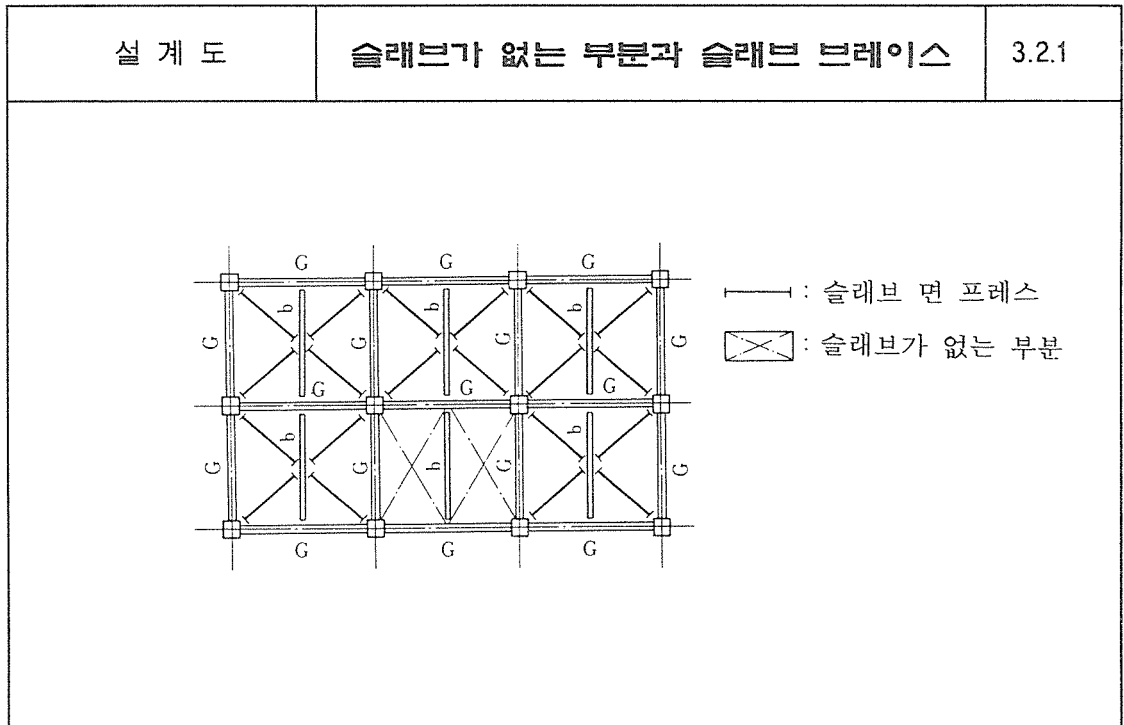 설 계 도
슬래브가 없는 부분과 슬래브 브레이스
3.2.1
G G G
b b b
G G G G
G G G
b b b
G G G G
G G G
: 슬래브 면 프레스
: 슬래브가 없는 부분